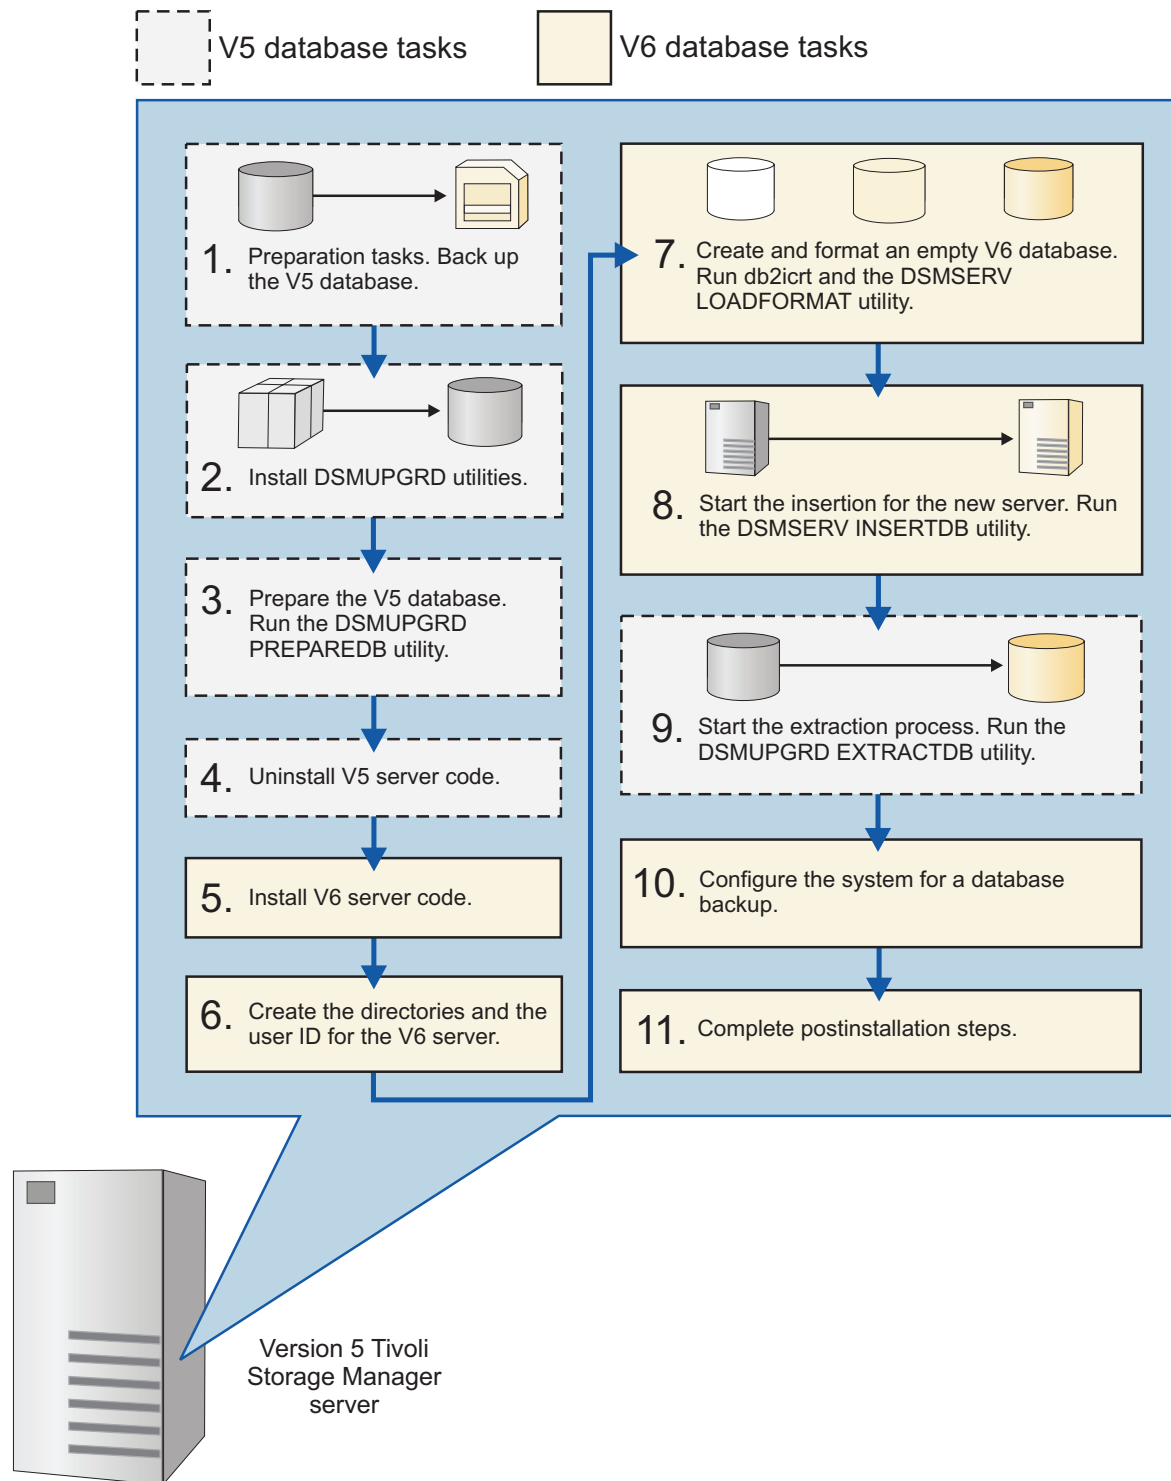 V5 database tasks
V6 database tasks
1. Preparation tasks. Back up
the V5 database.
2. Install DSMUPGRD utilities.
3. Prepare the V5 database.
Run the DSMUPGRD
PREPAREDB utility.
4. Uninstall V5 server code.
5. Install V6 server code.
6. Create the directories and the
user ID for the V6 server.
7. Create and format an empty V6 database.
Run db2icrt and the DSMSERV
LOADFORMAT utility.
8. Start the insertion for the new server. Run
the DSMSERV INSERTDB utility.
9. Start the extraction process. Run the
DSMUPGRD EXTRACTDB utility.
10. Configure the system for a database
backup.
11. Complete postinstallation steps.
Version 5 Tivoli
Storage Manager
server